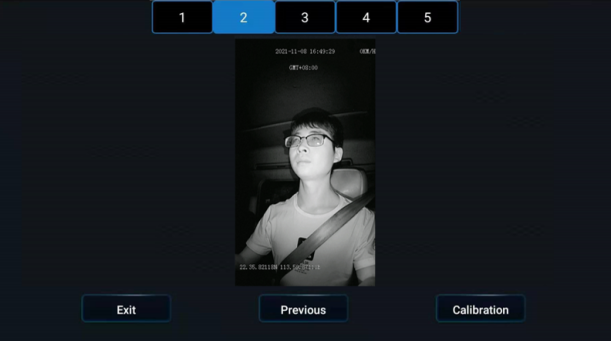 1 2 3 4 5
2021-11-08 16:49:29
GMT+08:00
Exit Previous Calibration